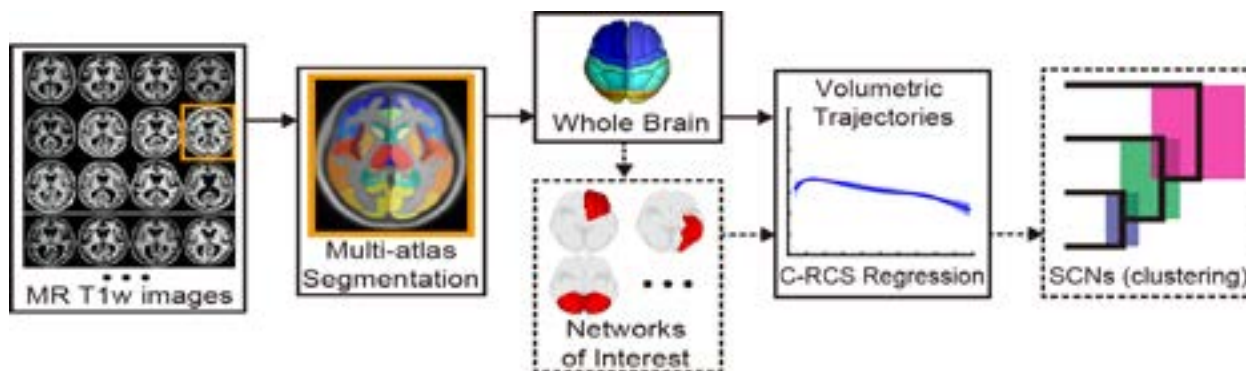 MR T1w images
Multi-atlas
Segmentation
Whole Brain
Networks
of Interest
Volumetric
Trajectories
C-RCS Regression
SCNs (clustering)